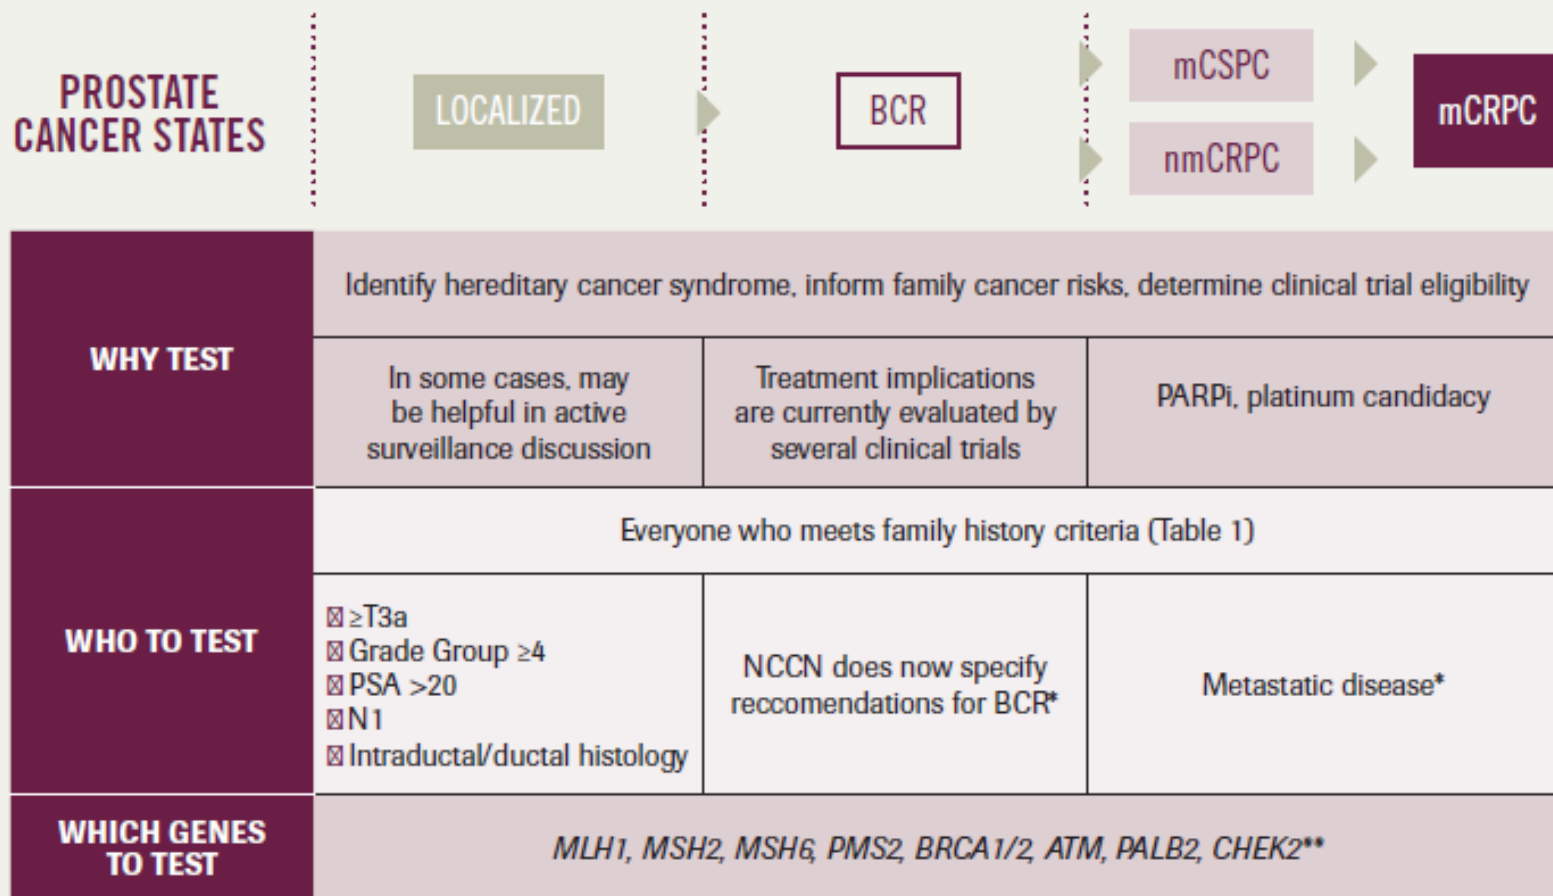 PROSTATE
CANCER STATES
LOCALIZED
BCR
mCSPC
nmCRPC
mCRPC
WHY TEST
Identify hereditary cancer syndrome, inform family cancer risks, determine clinical trial eligibility
In some cases, may
be helpful in active
surveillance discussion
Treatment implications
are currently evaluated by
several clinical trials
PARPi, platinum candidacy
WHO TO TEST
Everyone who meets family history criteria (Table 1)
≥T3a
Grade Group ≥4
PSA >20
N1
Intraductal/ductal histology
NCCN does now specify
reccomendations for BCR*
Metastatic disease*
WHICH GENES
TO TEST
MLH1, MSH2, MSH6, PMS2, BRCA1/2, ATM, PALB2, CHEK2**